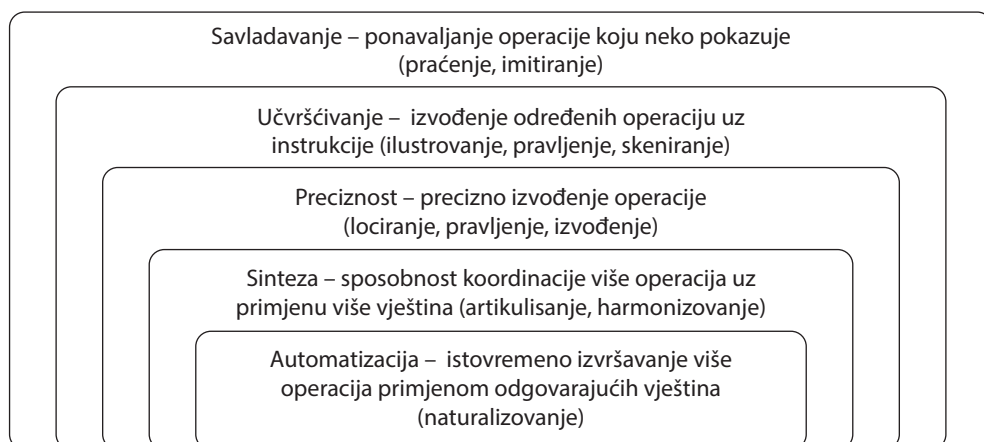 Savladavanje – ponavaljanje operacije koju neko pokazuje
(praćenje, imitiranje)
Učvršćivanje –  izvođenje određenih operaciju uz
instrukcije (ilustrovanje, pravljenje, skeniranje)
Preciznost – precizno izvođenje operacije
(lociranje, pravljenje, izvođenje)
Sinteza – sposobnost koordinacije više operacija uz
primjenu više vještina (artikulisanje, harmonizovanje)
Automatizacija –  istovremeno izvršavanje više
operacija primjenom odgovarajućih vještina
(naturalizovanje)